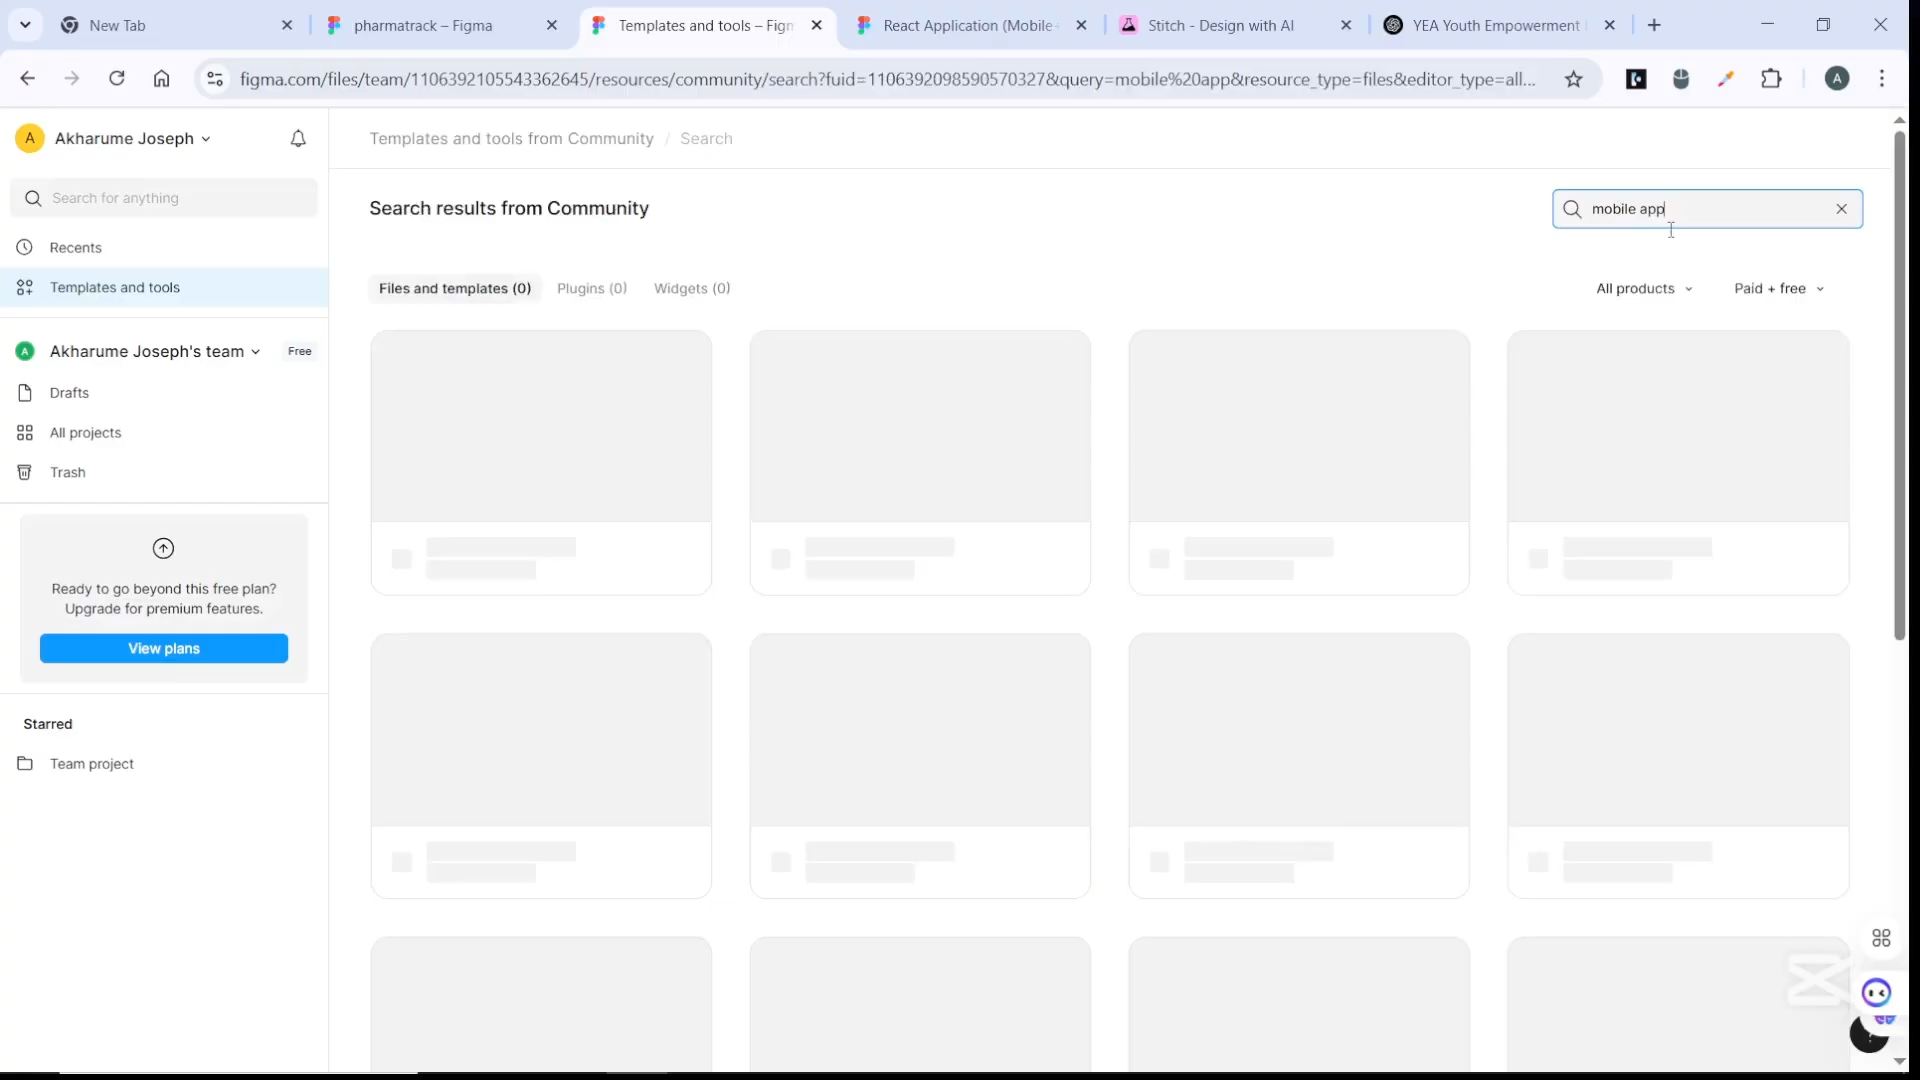 New Tab
pharmatrack – Figma
Templates and tools – Figm
React Application (Mobile+
Stitch - Design with AI
YEA Youth Empowerment
figma.com/files/team/1106392105543362645/resources/community/search?fuid=1106392098590570327&query=mobile%20app&resource_type=files&editor_type=all...
A
A
Akharume Joseph
Templates and tools from Community / Search
Search for anything
Search results from Community
mobile app
Recents
Templates and tools
Files and templates (0)
Plugins (0)
Widgets (0)
All products
Paid + free
A
Akharume Joseph's team
Free
Drafts
All projects
Trash
Ready to go beyond this free plan?
Upgrade for premium features.
View plans
Starred
Team project